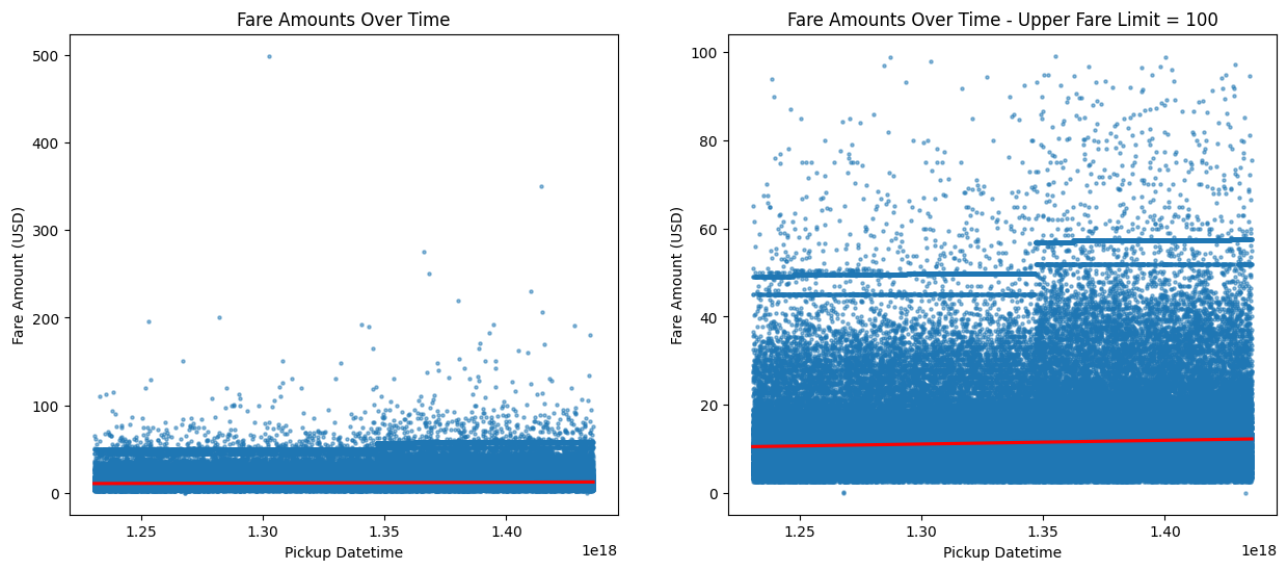 Fare Amounts Over Time
Fare Amount (USD)
500
400
300
200
100
0
1.25
1.30
1.35
1.40
1e18
Pickup Datetime
Fare Amounts Over Time - Upper Fare Limit = 100
Fare Amount (USD)
100
80
60
40
20
0
1.25
1.30
1.35
1.40
1e18
Pickup Datetime